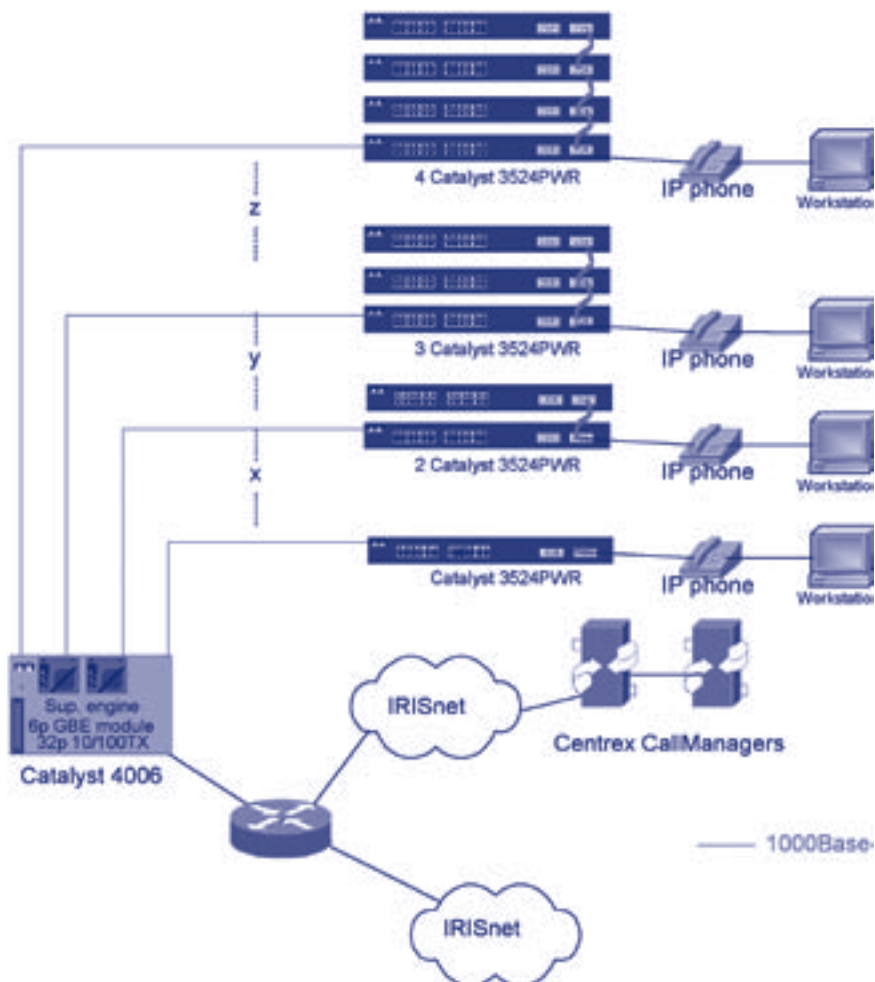 4 Catalyst 3524PWR
IP phone
Workstation
z
3 Catalyst 3524PWR
IP phone
Workstation
y
2 Catalyst 3524PWR
IP phone
Workstation
x
Catalyst 3524PWR
IP phone
Workstation
Sup. engine
6p GBE module
32p 10/100TX
Catalyst 4006
IRISnet
Centrex CallManagers
1000Base-
IRISnet